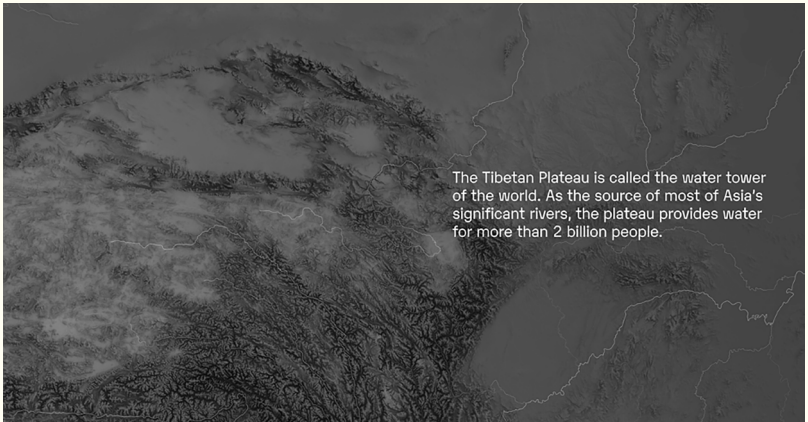 The Tibetan Plateau is called the water tower
of the world. As the source of most of Asia's
significant rivers, the plateau provides water
for more than 2 billion people.